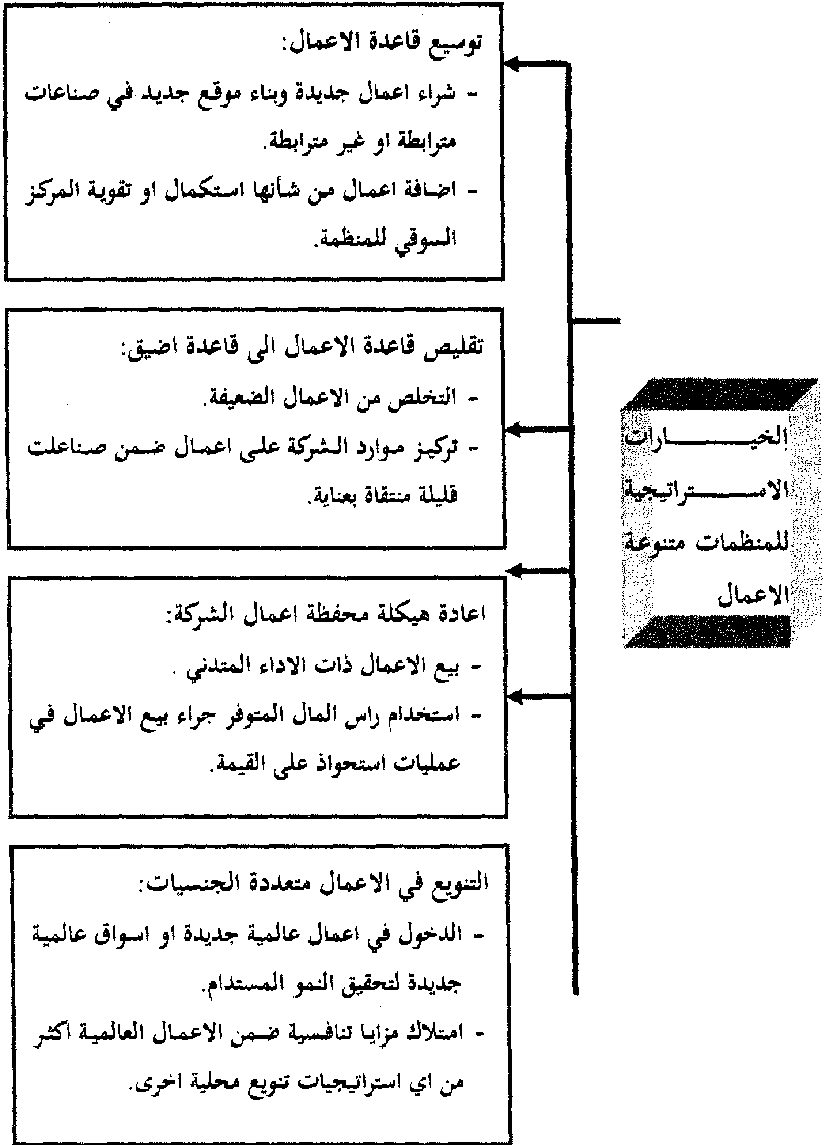 توسيع قاعدة الاعمال:
- شراء اعمال جديدة وبناء موقع جديد في صناعات
مترابطة او غير مترابطة.
- اضافة اعمال من شأنها استكمال او تقوية المركز
السوقي للمنظمة.
تقليص قاعدة الاعمال الى قاعدة اضيق:
- التخلص من الاعمال الضعيفة.
- تركيز موارد الشركة على اعمال ضمن صناعلت
قليلة منتقاة بعناية.
الخيـــــــارات
الاســـــتراتيجية
للمنظمات متنوعة
الاعمال
اعادة هيكلة محفظة اعمال الشركة:
- بيع الاعمال ذات الاداء المتدني .
- استخدام راس المال المتوفر جراء بيع الاعمال في
عمليات استحواذ على القيمة.
التنويع في الاعمال متعددة الجنسيات:
- الدخول في اعمال عالمية جديدة او اسواق عالمية
جديدة لتحقيق النمو المستدام.
- امتلاك مزايا تنافسية ضمن الاعمال العالمية اكثر
من اي استراتيجيات تنويع محلية اخرى.